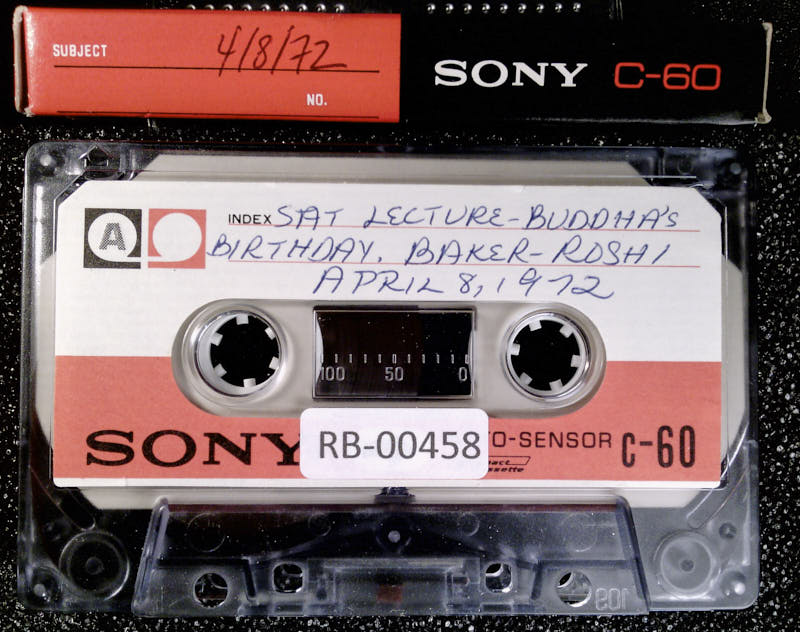 SUBJECT 4/8/72
NO.
SONY C-60
A
INDEX SAT LECTURE-BUDDHA'S
BIRTHDAY. BAKER-ROSHI
APRIL 8, 1972
100 50 0
SONY RB-00458 TO-SENSOR C-60